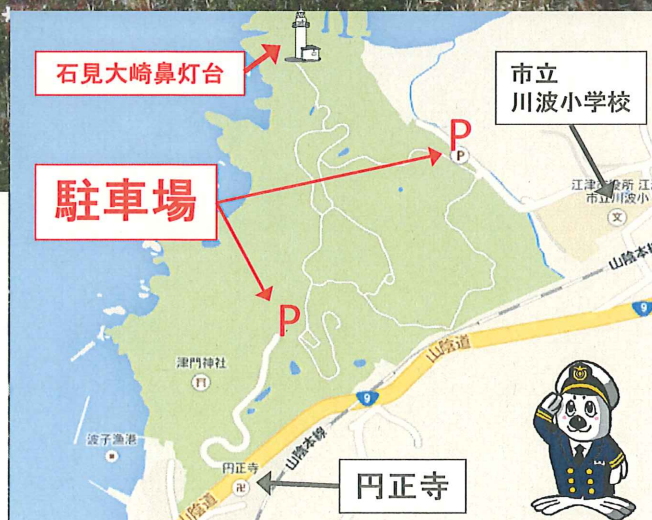 石見大崎鼻灯台
市立
川波小学校
P
P
駐車場
江津市役所 江
市立川波小
文
山陰本線
P
9
山陰道
津門神社
9
波子漁港
山陰本線
円正寺
卍
円正寺
山陰道